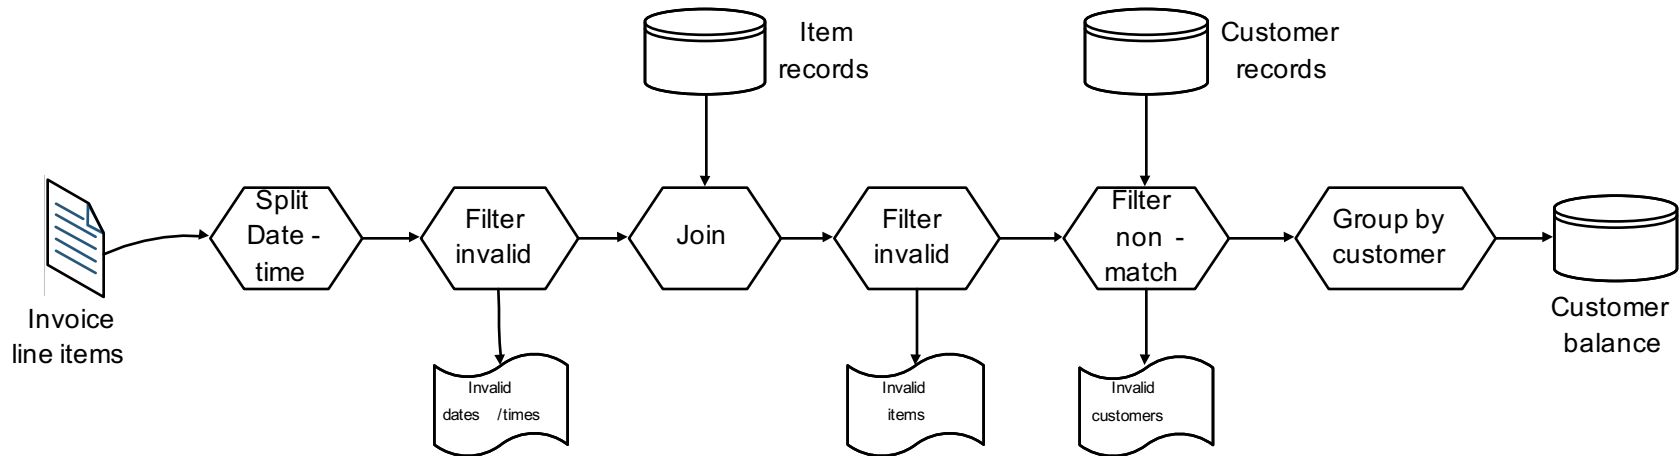 Item
records
Customer
records
Split
Date -
time
Filter
invalid
Join
Filter
invalid
Filter
non -
match
Group by
customer
Invoice
line items
Customer
balance
Invalid
dates /times
Invalid
items
Invalid
customers